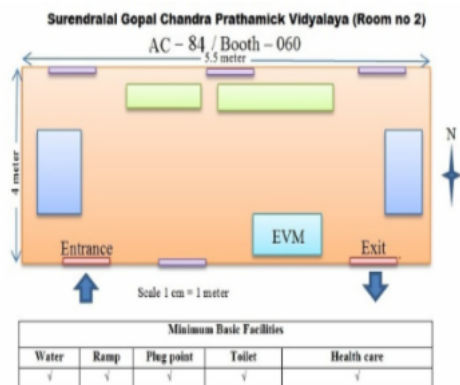 Surendralal Gopal Chandra Prathamick Vidyalaya (Room no 2)
AC - 84 / Booth - 060
5.5 meter
4 meter
N
EVM
Entrance
Exit
Scale 1 cm = 1 meter
Minimum Basic Facilities
Water Ramp Plug point Toilet Health care
√ √ √ √ √